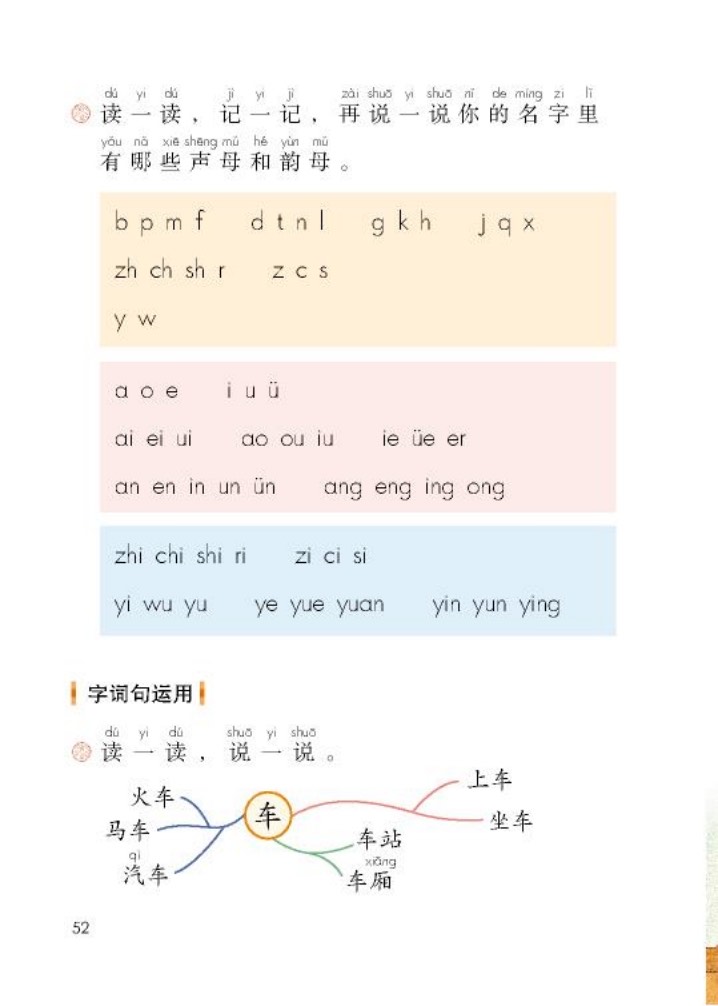 dú yi dú jì yi jì zài shuō yi shuō nǐ de míng zi lǐ
读一读，记一记，再说一说你的名字里
yǒu nǎ xiē shēng mǔ hé yùn mǔ
有哪些声母和韵母。
b p m f d t n l g k h j q x
zh ch sh r z c s
y w
a o e i u ü
ai ei ui ao ou iu ie üe er
an en in un ün ang eng ing ong
zhi chi shi ri zi ci si
yi wu yu ye yue yuan yin yun ying
字词句运用
dú yi dú shuō yi shuō
读一读，说一说。
火车
马车
qì
汽车
车
上车
坐车
车站
xiāng
车厢
52